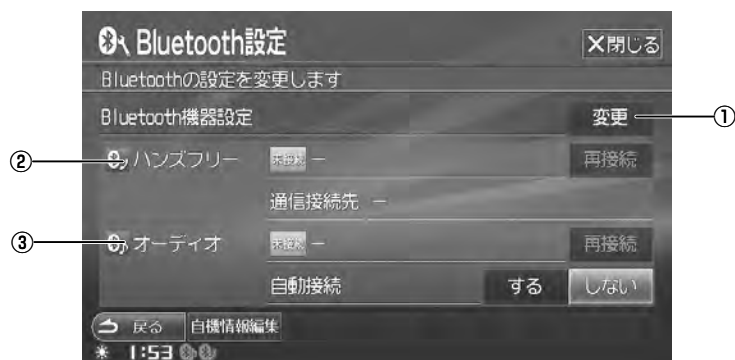 Bluetooth設定
×閉じる
Bluetoothの設定を変更します
Bluetooth機器設定
変更
①
②
ハンズフリー
未接続
－
再接続
通信接続先 －
③
オーディオ
未接続
－
再接続
自動接続
する
しない
戻る
自機情報編集
1:53